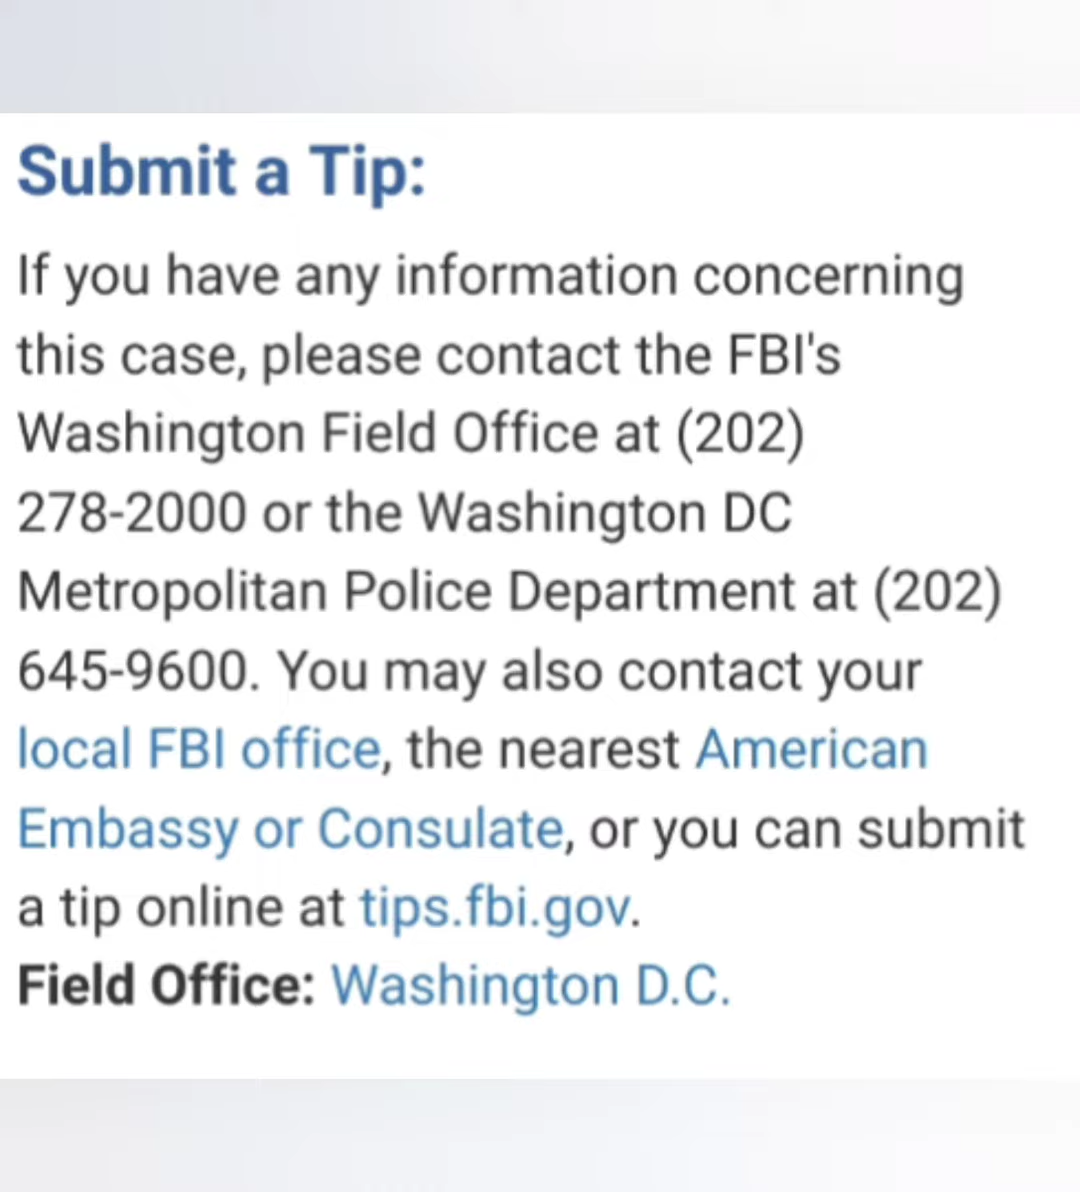 Submit a Tip:
If you have any information concerning
this case, please contact the FBI's
Washington Field Office at (202)
278-2000 or the Washington DC
Metropolitan Police Department at (202)
645-9600. You may also contact your
local FBI office, the nearest American
Embassy or Consulate, or you can submit
a tip online at tips.fbi.gov.
Field Office: Washington D.C.